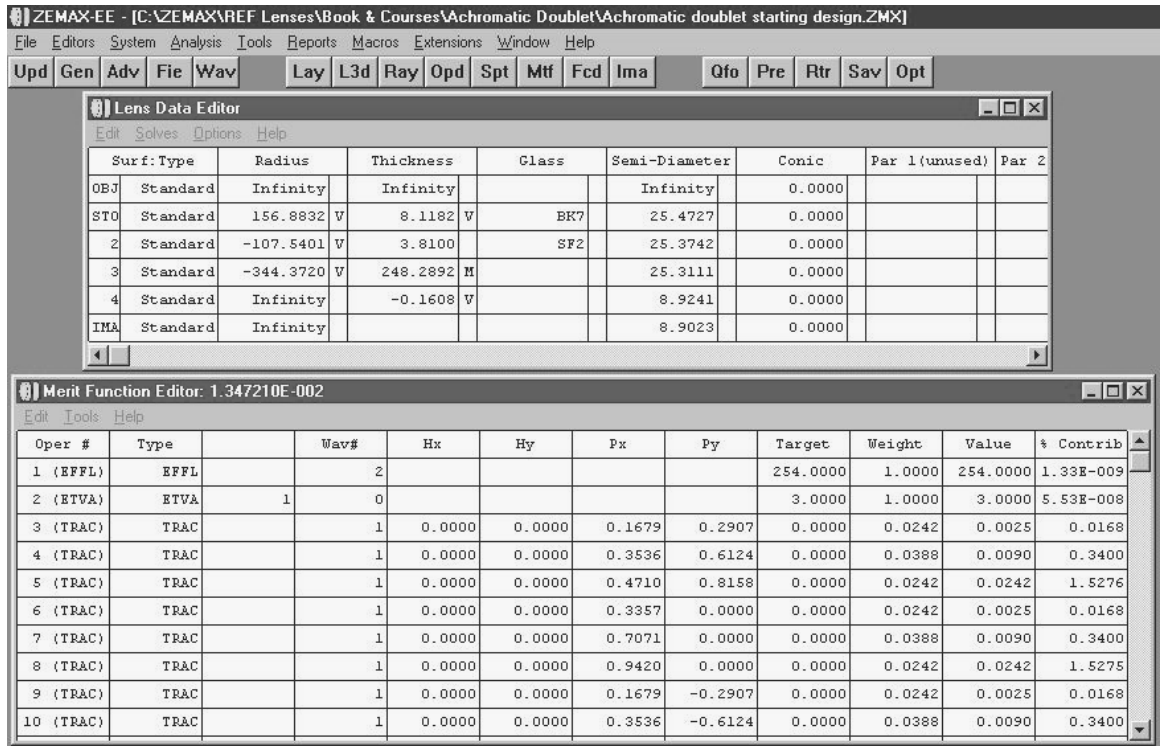 ZEMAX-EE - [C:\ZEMAX\REF Lenses\Book & Courses\Achromatic Doublet\Achromatic doublet starting design.ZMX]
File Editors System Analysis Tools Reports Macros Extensions Window Help
Upd Gen Adv Fie Wav Lay L3d Ray Opd Spt Mtf Fcd Ima Qfo Pre Rtr Sav Opt
Lens Data Editor
Edit Solves Options Help
Surf:Type Radius Thickness Glass Semi-Diameter Conic Par 1(unused) Par 2
OBJ Standard Infinity Infinity Infinity 0.0000
STO Standard 156.8832 V 8.1182 V BK7 25.4727 0.0000
2 Standard -107.5401 V 3.8100 SF2 25.3742 0.0000
3 Standard -344.3720 V 248.2892 M 25.3111 0.0000
4 Standard Infinity -0.1608 V 8.9241 0.0000
IMA Standard Infinity 8.9023 0.0000
Merit Function Editor: 1.347210E-002
Edit Tools Help
Oper # Type Wav# Hx Hy Px Py Target Weight Value % Contrib
1 (EFFL) EFFL 2 254.0000 1.0000 254.0000 1.33E-009
2 (ETVA) ETVA 1 0 3.0000 1.0000 3.0000 5.53E-008
3 (TRAC) TRAC 1 0.0000 0.0000 0.1679 0.2907 0.0000 0.0242 0.0025 0.0168
4 (TRAC) TRAC 1 0.0000 0.0000 0.3536 0.6124 0.0000 0.0388 0.0090 0.3400
5 (TRAC) TRAC 1 0.0000 0.0000 0.4710 0.8158 0.0000 0.0242 0.0242 1.5276
6 (TRAC) TRAC 1 0.0000 0.0000 0.3357 0.0000 0.0000 0.0242 0.0025 0.0168
7 (TRAC) TRAC 1 0.0000 0.0000 0.7071 0.0000 0.0000 0.0388 0.0090 0.3400
8 (TRAC) TRAC 1 0.0000 0.0000 0.9420 0.0000 0.0000 0.0242 0.0242 1.5275
9 (TRAC) TRAC 1 0.0000 0.0000 0.1679 -0.2907 0.0000 0.0242 0.0025 0.0168
10 (TRAC) TRAC 1 0.0000 0.0000 0.3536 -0.6124 0.0000 0.0388 0.0090 0.3400